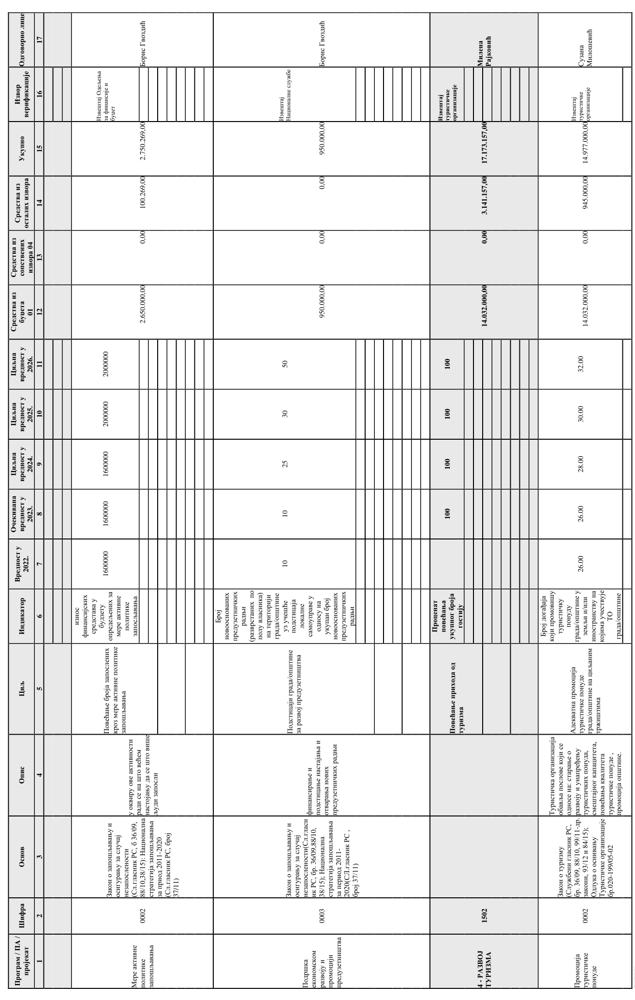 Програм / ПА /
пројекат
Шифра
Основ
Опис
Циљ
Индикатор
Вредност у
2022.
Очекивана
вредност у
2023.
Циљна
вредност у
2024.
Циљна
вредност у
2025.
Циљна
вредност у
2026.
Средства из
буџета
01
Средства из
сопствених
извора 04
Средства из
осталих извора
Укупно
Извор
верификације
Одговорно лице
1
2
3
4
5
6
7
8
9
10
11
12
13
14
15
16
17
Мере активне
политике
запошљавања
0002
Закон о запошљавању и
осигурању за случај
незапослености
(Сл.гласник РС, б 36/09,
88/10,38/15): Национална
стратегија запошљавања
за приод 2011-2020
(Сл.гласник РС, број
37/11)
у оквиру ове активности
ради се на што већем
настојању да се што више
људи запосли
Повећање броја запослених
кроз мере активне политике
запошљавања
износ
финансијских
средстава у
будзету
опредељених за
мере активне
политике
запосљавања
1600000
1600000
1600000
2000000
2000000
2.650.000,00
0,00
100.269,00
2.750.269,00
Извештај Одељења
за финансије и
буџет
Борис Гвоздић
Подршка
економском
развоју и
промоцији
предузетништва
0003
Закон о запошљавању и
осигурању за случај
незапослености(Сл.гласн
ик РС, бр. 36/09,88/10,
38/15); Национална
стратегија запошљавања
за период 2011-
2020(СЛ.гласник РС ,
број 37/11)
финансирање и
подстицање настајања и
отварања нових
предузетничких радњи
Подстицаји града/општине
за развој предузетништва
Број
новооснованих
предузетничких
радњи
(разврстаних по
полу власника)
на територији
града/општине
уз учешће
подстицаја
локалне
самоуправе у
односу на
укупан број
новооснованих
предузетничких
радњи
10
10
25
30
50
950.000,00
0,00
0,00
950.000,00
Извештај
Националне службе
Борис Гвоздић
4 - РАЗВОЈ
ТУРИЗМА
1502
Повећање прихода од
туризма
Проценат
повећања
укупног броја
гостију
100
100
100
100
14.032.000,00
0,00
3.141.157,00
17.173.157,00
Извештај
туристичке
организације
Милена
Рајковић
Промоција
туристичке
понуде
0002
Закон о туризму
(Службени гласник РС,
бр. 36/09, 88/10, 99/11-др.
закони, 93/12 и 84/15);
Одлука о оснивању
Туристичке организације
бр.020-199/05-02
Туристичка организација
обавља послове који се
односе на: старање о
развоју и унапређењу
туристичких понуда,
смештајног капацитета,
повећања квалитета
туристичке понуде ,
промоција општине.
Адекватна промоција
туристичке понуде
града/општине на циљаним
тржиштима
Број догађаја
који промовишу
туристичку
понуду
града/општине у
земљи и/или
иностранству на
којима учествује
ТО
града/општине
26.00
26.00
28.00
30.00
32.00
14.032.000,00
0,00
945.000,00
14.977.000,00
Извештај
туристичке
организације
Сузана
Милошевић